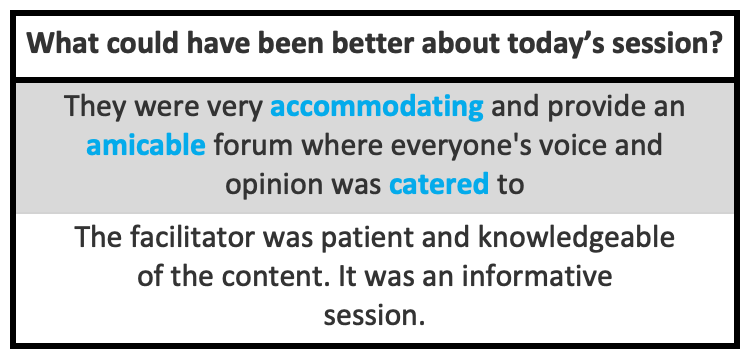 What could have been better about today’s session?
They were very accommodating and provide an
amicable forum where everyone's voice and
opinion was catered to
The facilitator was patient and knowledgeable
of the content. It was an informative
session.